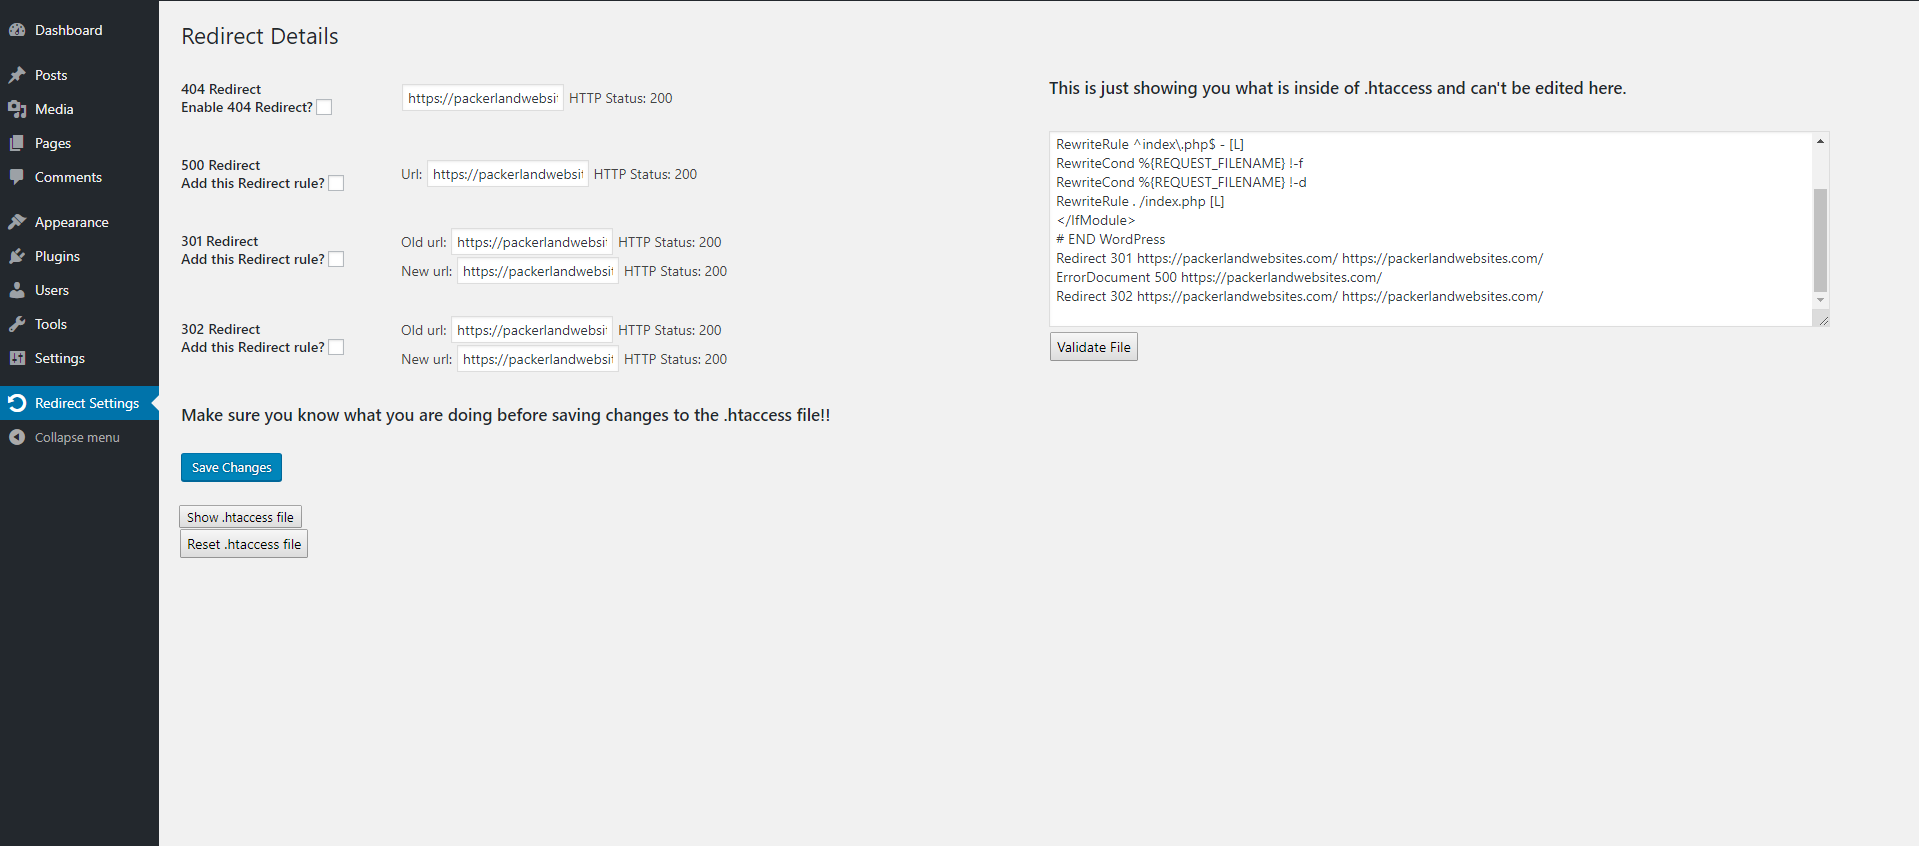 Dashboard
Posts
Media
Pages
Comments
Appearance
Plugins
Users
Tools
Settings
Redirect Settings
Collapse menu
Redirect Details
404 Redirect
Enable 404 Redirect?
https://packerlandwebsit HTTP Status: 200
500 Redirect
Add this Redirect rule?
Url: https://packerlandwebsit HTTP Status: 200
301 Redirect
Add this Redirect rule?
Old url: https://packerlandwebsit HTTP Status: 200
New url: https://packerlandwebsit HTTP Status: 200
302 Redirect
Add this Redirect rule?
Old url: https://packerlandwebsit HTTP Status: 200
New url: https://packerlandwebsit HTTP Status: 200
Make sure you know what you are doing before saving changes to the .htaccess file!!
Save Changes
Show .htaccess file
Reset .htaccess file
This is just showing you what is inside of .htaccess and can't be edited here.
RewriteRule ^index\.php$ - [L]
RewriteCond %{REQUEST_FILENAME} !-f
RewriteCond %{REQUEST_FILENAME} !-d
RewriteRule . /index.php [L]
</IfModule>
# END WordPress
Redirect 301 https://packerlandwebsites.com/ https://packerlandwebsites.com/
ErrorDocument 500 https://packerlandwebsites.com/
Redirect 302 https://packerlandwebsites.com/ https://packerlandwebsites.com/
Validate File